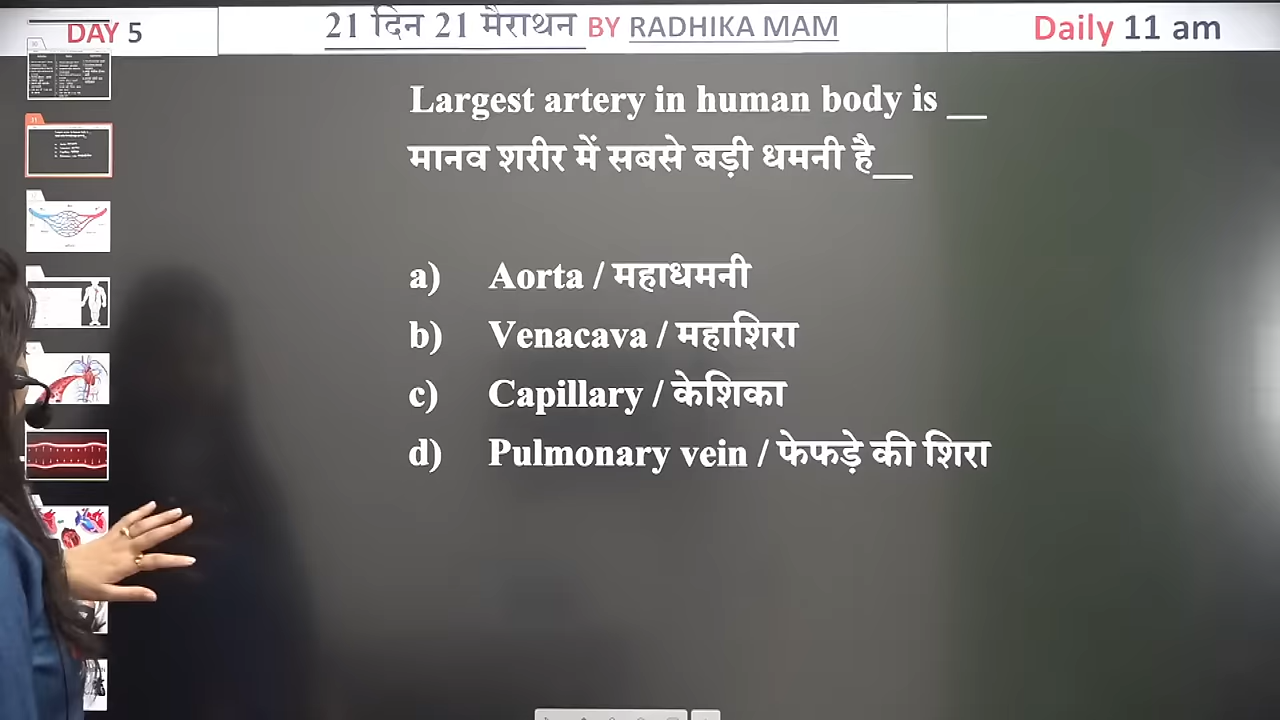 DAY 5
21 दिन 21 मैराथन BY RADHIKA MAM
Daily 11 am
Largest artery in human body is __
मानव शरीर में सबसे बड़ी धमनी है__
a) Aorta / महाधमनी
b) Venacava / महाशिरा
c) Capillary / केशिका
d) Pulmonary vein / फेफड़े की शिरा